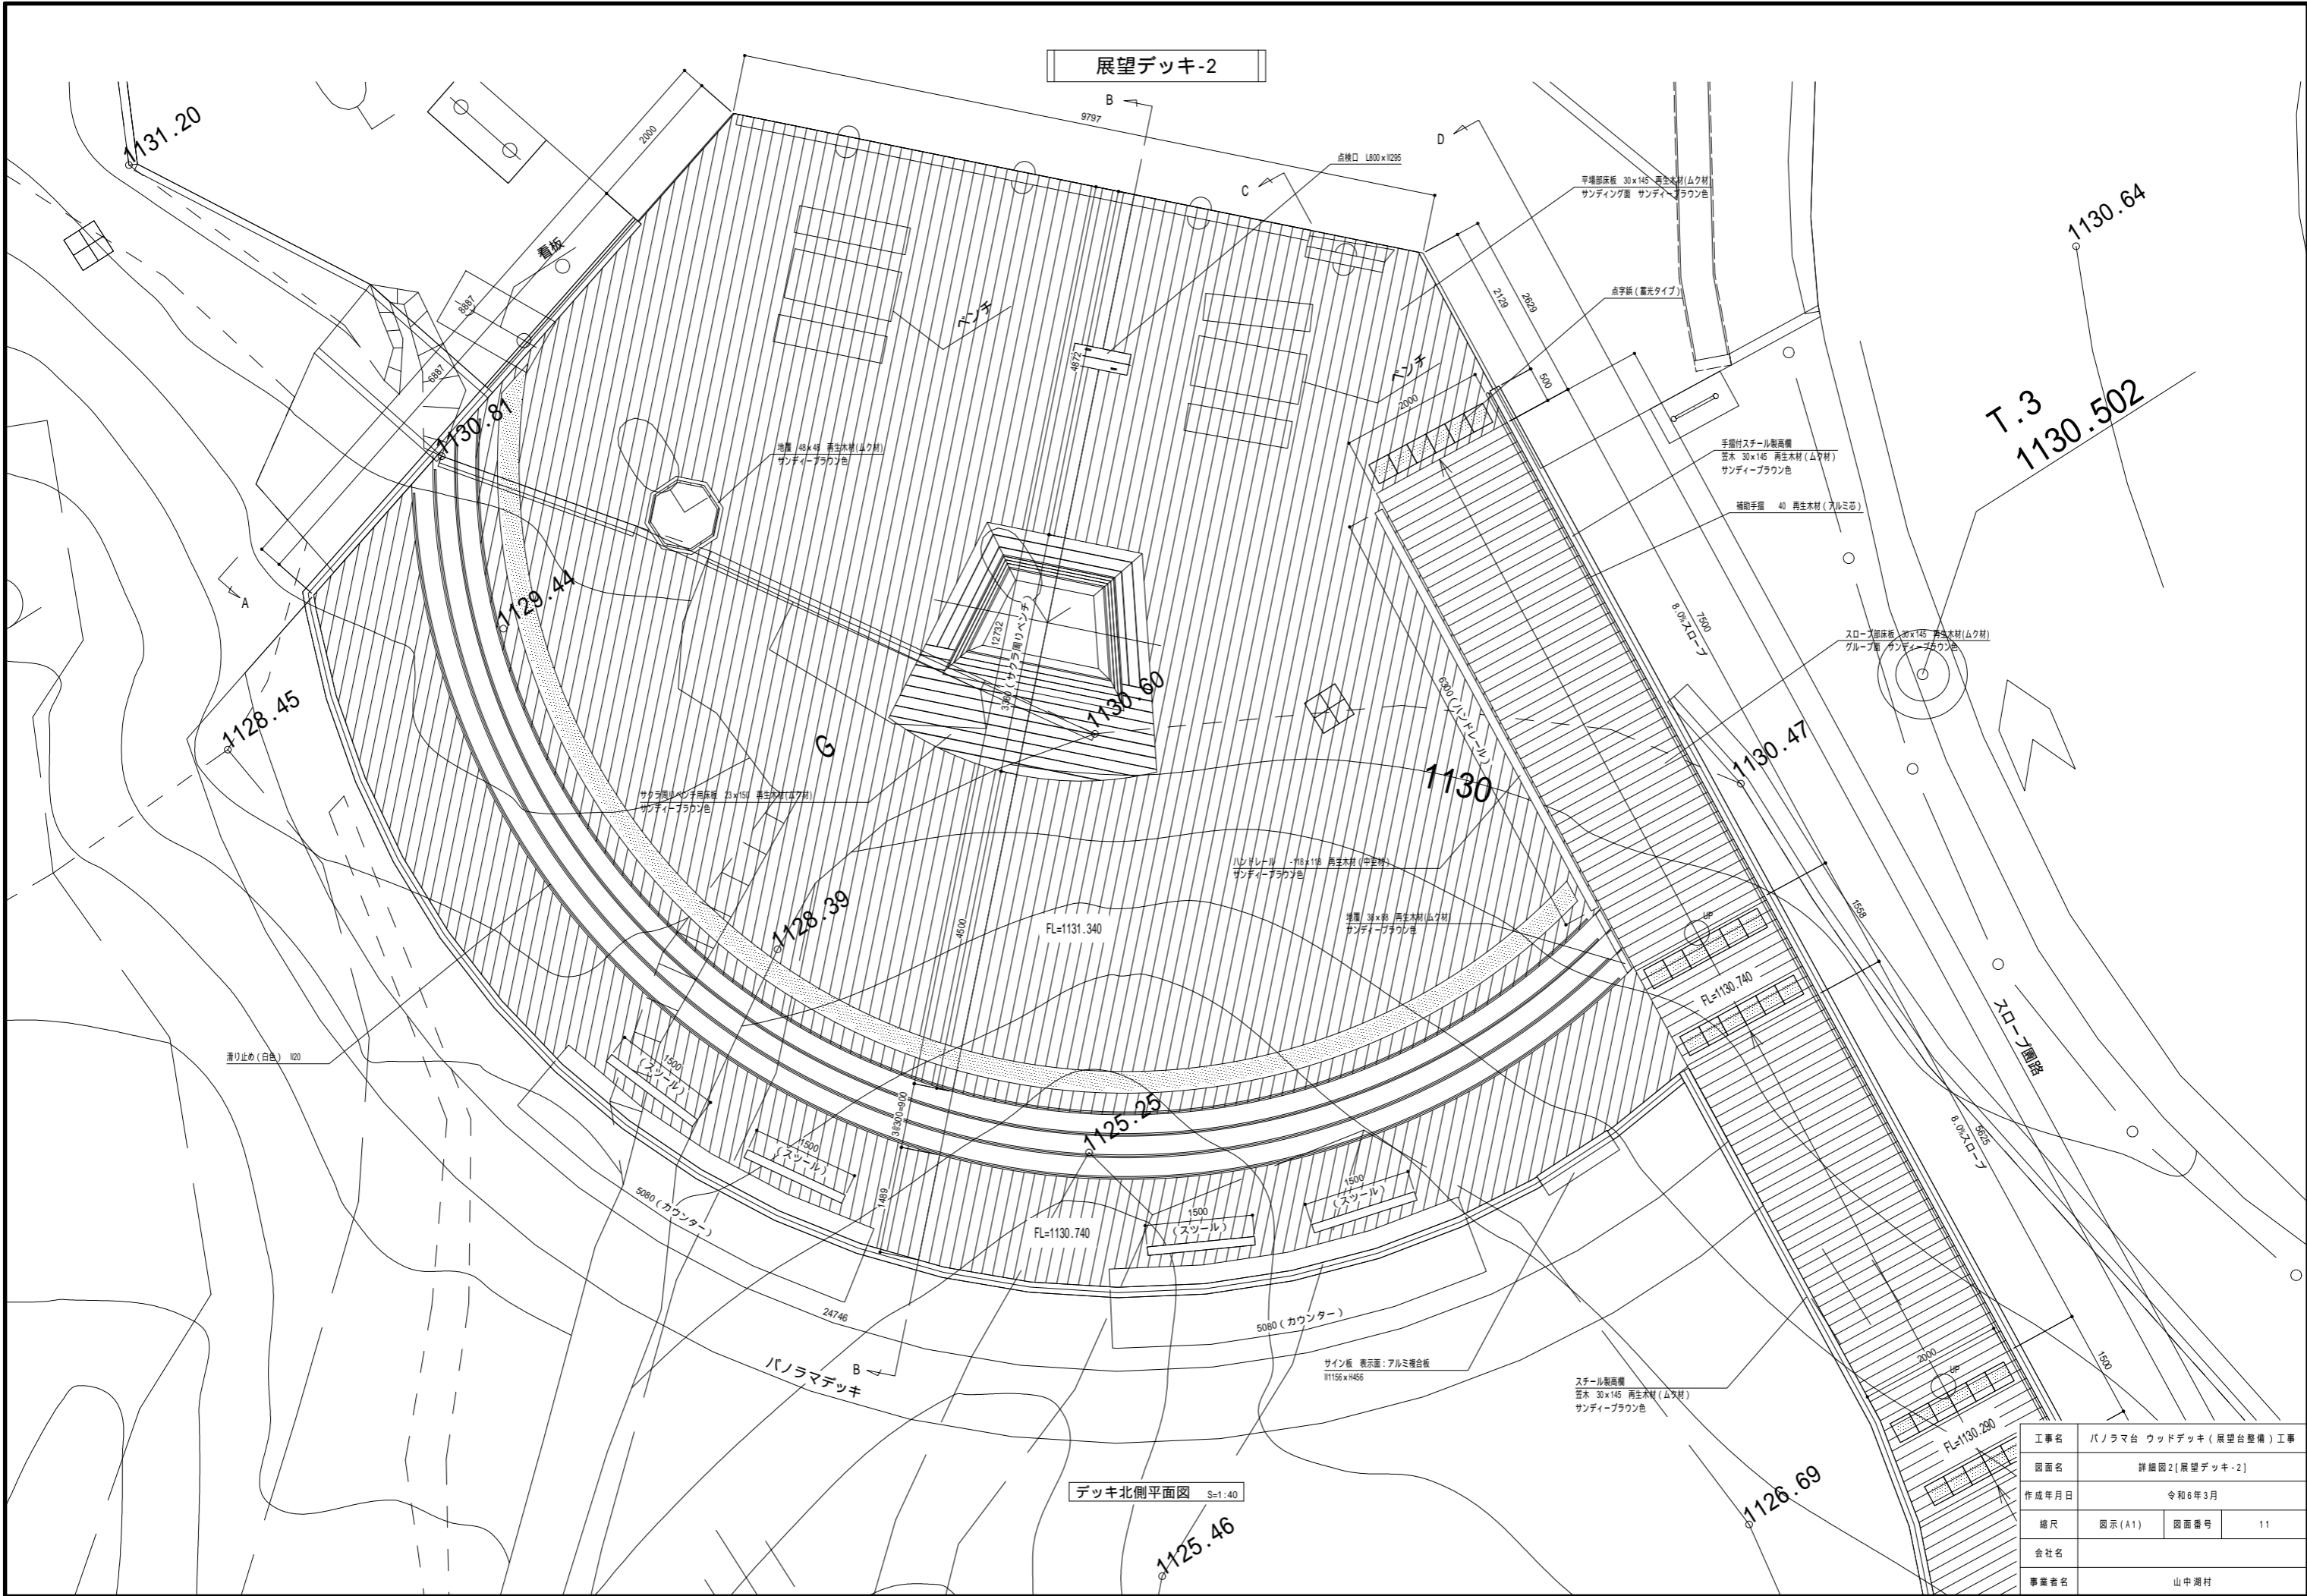 展望デッキ-2
1131.20
2000
9797
B
D
C
点検口 L800×W295
平場部床板 30×145 再生木材(ムク材)
サンディング面 サンディーブラウン色
1130.64
看板
8887
6887
ベンチ
4872
ベンチ
2000
2129
2629
500
点字鋲(蓄光タイプ)
T.3
1130.502
1130.81
地覆 48×48 再生木材(ムク材)
サンディーブラウン色
手摺付スチール製高欄
笠木 30×145 再生木材(ムク材)
サンディーブラウン色
補助手摺 40 再生木材(アルミ芯)
A
1129.44
12732
3360(サクラ周りベンチ)
7500
8.0%スロープ
スロープ部床板 30×145 再生木材(ムク材)
グルーブ面 サンディーブラウン色
6300(ハンドレール)
1128.45
1130.60
G
1130
1130.47
サクラ周りベンチ用床板 23×150 再生木材(ムク材)
サンディーブラウン色
ハンドレール -118×118 再生木材(中空材)
サンディーブラウン色
地覆 38×88 再生木材(ムク材)
サンディーブラウン色
1128.39
4500
FL=1131.340
1558
UP
FL=1130.740
スロープ園路
滑り止め(白色) W20
1500
(スツール)
3@300=900
1125.25
1500
(スツール)
1500
(スツール)
1500
(スツール)
1489
FL=1130.740
5625
8.0%スロープ
5080(カウンター)
24746
5080(カウンター)
パノラマデッキ
B
サイン板 表示面:アルミ複合板
W1156×H456
スチール製高欄
笠木 30×145 再生木材(ムク材)
サンディーブラウン色
2000
UP
1500
FL=1130.290
デッキ北側平面図 S=1:40
1125.46
1126.69
工事名 パノラマ台 ウッドデッキ(展望台整備)工事
図面名 詳細図2[展望デッキ-2]
作成年月日 令和6年3月
縮尺 図示(A1) 図面番号 11
会社名
事業者名 山中湖村